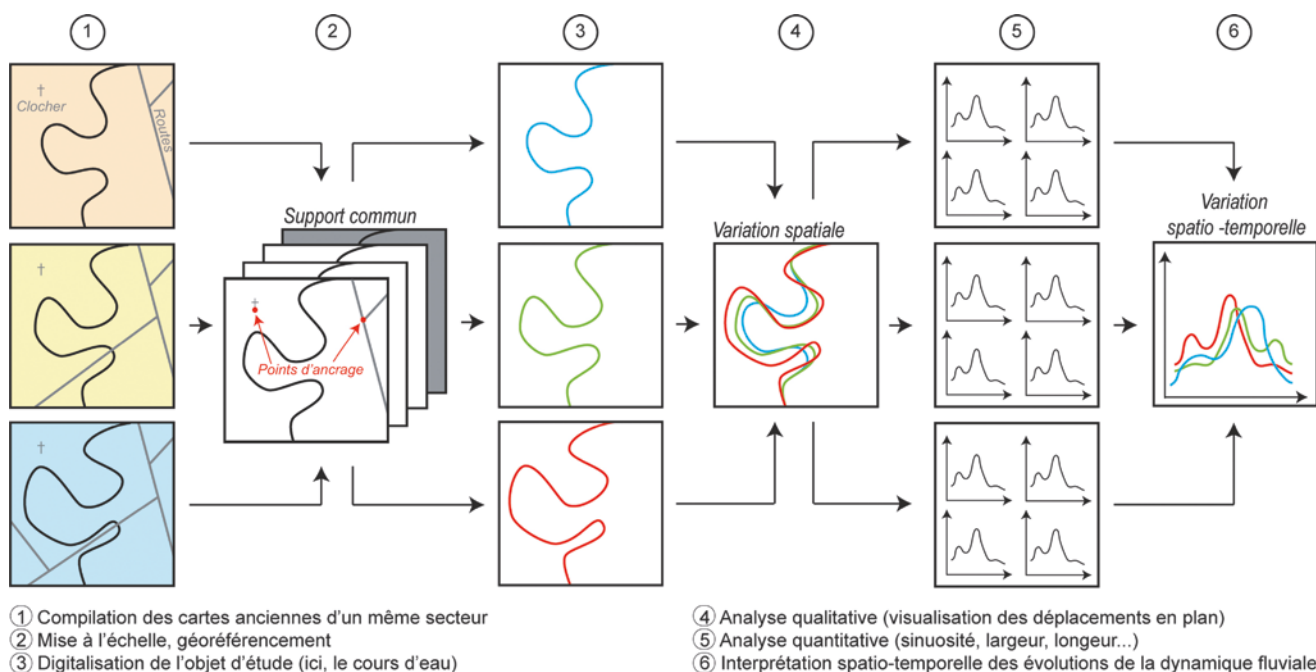 ① ② ③ ④ ⑤ ⑥
Clocher
Routes
Support commun
Points d'ancrage
Variation spatiale
Variation
spatio -temporelle
① Compilation des cartes anciennes d'un même secteur
② Mise à l'échelle, géoréférencement
③ Digitalisation de l'objet d'étude (ici, le cours d'eau)
④ Analyse qualitative (visualisation des déplacements en plan)
⑤ Analyse quantitative (sinuosité, largeur, longeur...)
⑥ Interprétation spatio-temporelle des évolutions de la dynamique fluviale